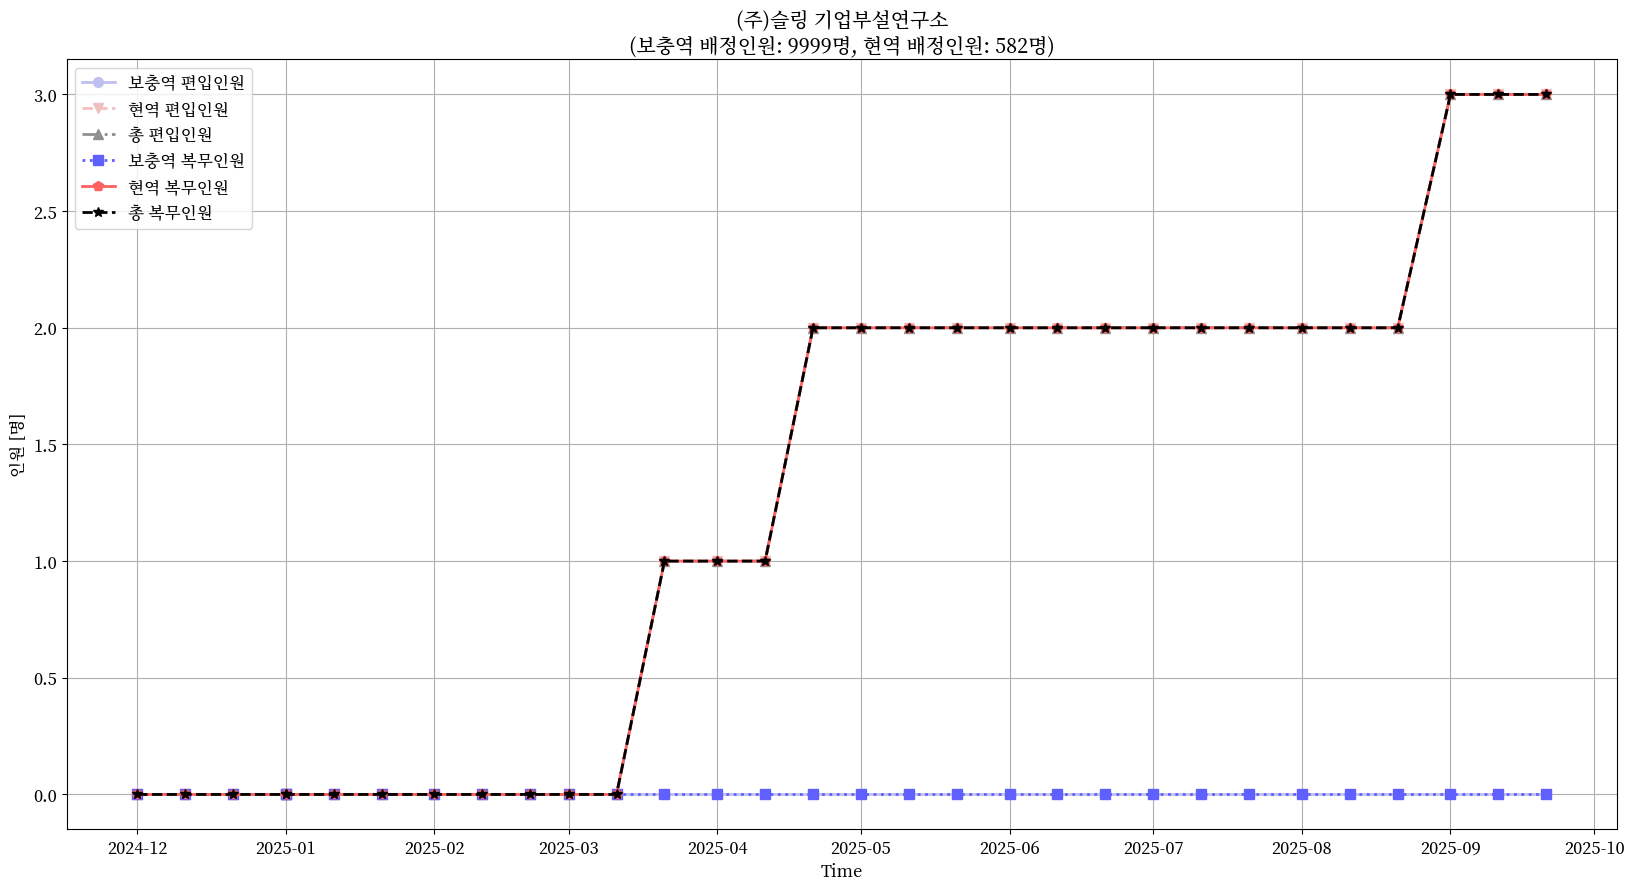 (주)슬링 기업부설연구소
(보충역 배정인원: 9999명, 현역 배정인원: 582명)
보충역 편입인원
현역 편입인원
총 편입인원
보충역 복무인원
현역 복무인원
총 복무인원
3.0
2.5
2.0
1.5
1.0
0.5
0.0
인원 [명]
2024-12 2025-01 2025-02 2025-03 2025-04 2025-05 2025-06 2025-07 2025-08 2025-09 2025-10
Time